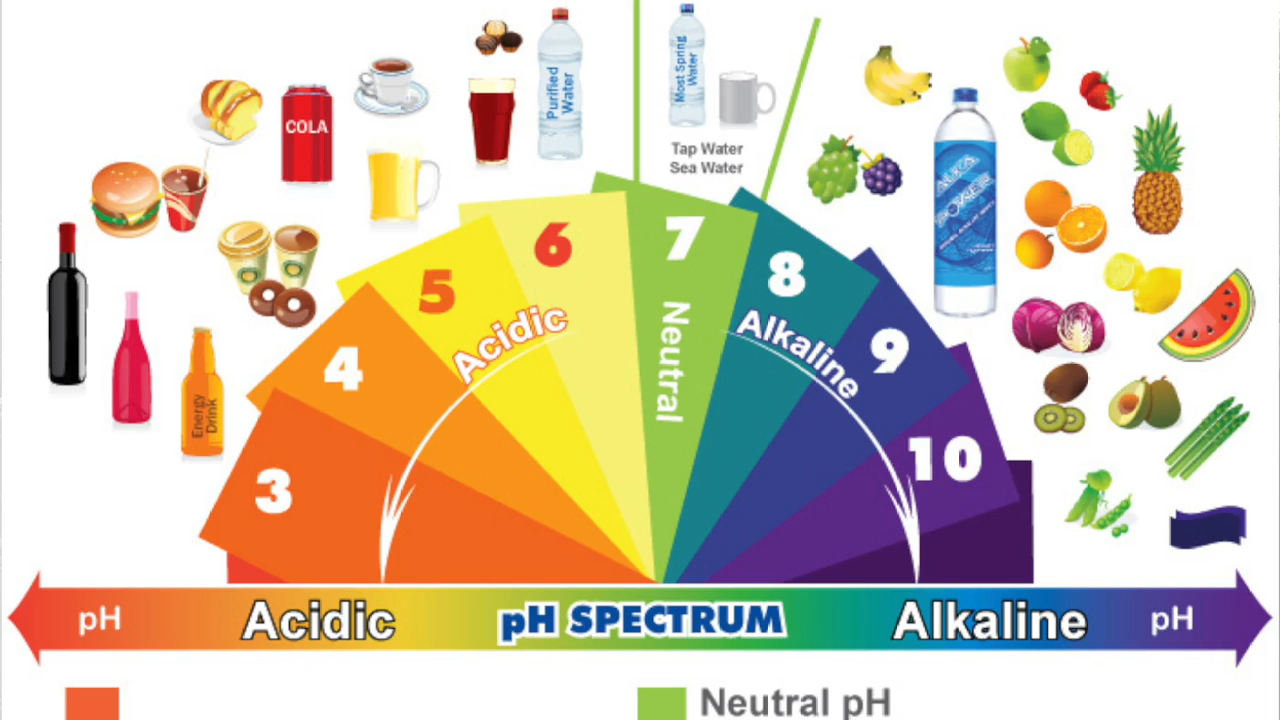 Purified
Water
Most Spring
Water
COLA
Tap Water
Sea Water
ALKA
POWER
Energy
Drink
3
4
5
6
7
8
9
10
Acidic
Neutral
Alkaline
pH
Acidic
pH SPECTRUM
Alkaline
pH
Neutral pH